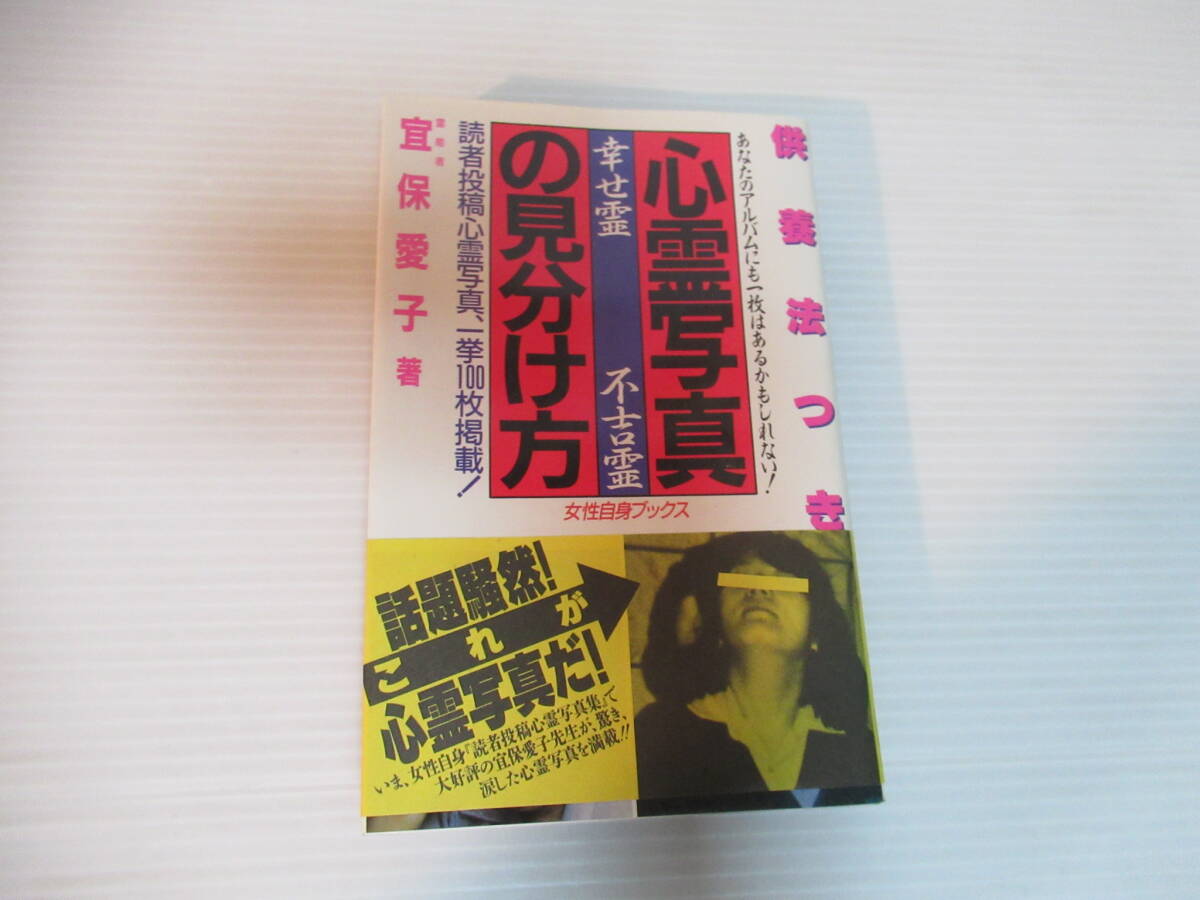 供養法つき
あなたのアルバムにも一枚はあるかもしれない!
心霊写真
幸せ霊
不吉霊
の見分け方
読者投稿心霊写真、一挙100枚掲載!
霊能者
宜保愛子著
女性自身ブックス
話題騒然!
これが
心霊写真だ!
いま、女性自身『読者投稿心霊写真集』で
大好評の宜保愛子先生が、驚き、
涙した心霊写真を満載!!